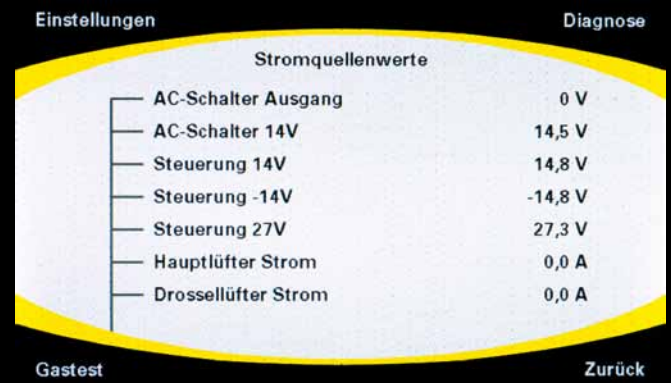 Einstellungen Diagnose
Stromquellenwerte
AC-Schalter Ausgang 0 V
AC-Schalter 14V 14,5 V
Steuerung 14V 14,8 V
Steuerung -14V -14,8 V
Steuerung 27V 27,3 V
Hauptlüfter Strom 0,0 A
Drossellüfter Strom 0,0 A
Gastest Zurück